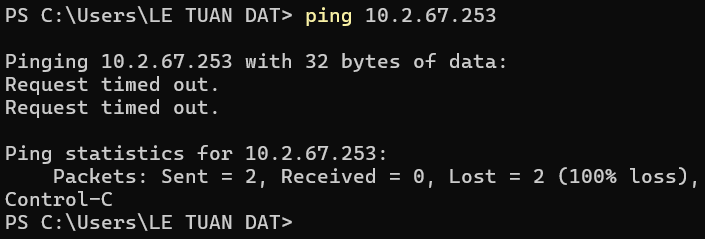 PS C:\Users\LE TUAN DAT> ping 10.2.67.253
Pinging 10.2.67.253 with 32 bytes of data:
Request timed out.
Request timed out.
Ping statistics for 10.2.67.253:
    Packets: Sent = 2, Received = 0, Lost = 2 (100% loss),
Control-C
PS C:\Users\LE TUAN DAT>